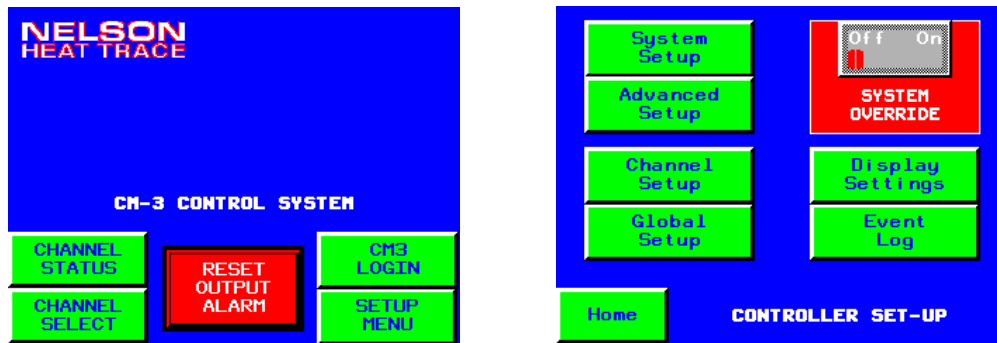 NELSON
HEAT TRACE
CM-3 CONTROL SYSTEM
CHANNEL
STATUS
CHANNEL
SELECT
RESET
OUTPUT
ALARM
CM3
LOGIN
SETUP
MENU
System
Setup
Advanced
Setup
Off On
SYSTEM
OVERRIDE
Channel
Setup
Global
Setup
Display
Settings
Event
Log
Home
CONTROLLER SET-UP